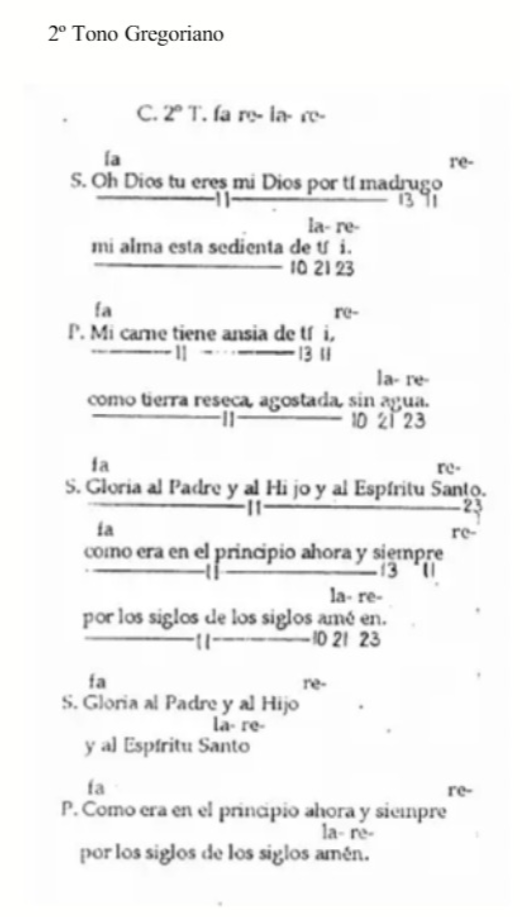 2º Tono Gregoriano
C. 2º T. fa re- la- re-
fa re-
S. Oh Dios tu eres mi Dios por tí madrugo
11 13 11
la- re-
mi alma esta sedienta de tí i.
10 21 23
fa re-
P. Mi carne tiene ansia de tí i,
11 13 11
la- re-
como tierra reseca, agostada, sin agua.
11 10 21 23
fa re-
S. Gloria al Padre y al Hi jo y al Espíritu Santo.
11 23
fa re-
como era en el principio ahora y siempre
11 13 11
la- re-
por los siglos de los siglos amé en.
11 10 21 23
fa re-
S. Gloria al Padre y al Hijo
la- re-
y al Espíritu Santo
fa re-
P. Como era en el principio ahora y siempre
la- re-
por los siglos de los siglos amén.